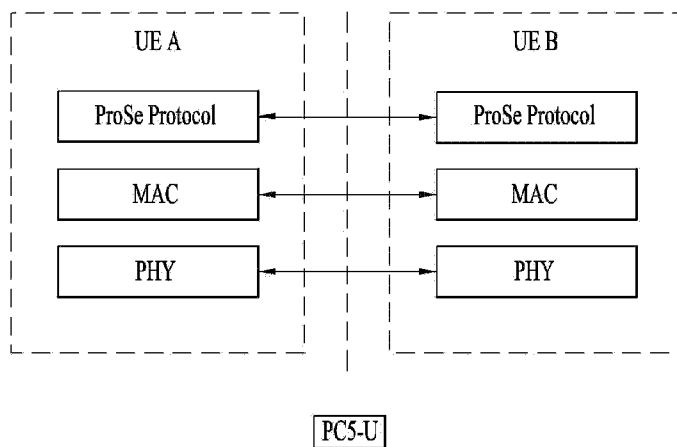 UE A
UE B
ProSe Protocol
ProSe Protocol
MAC
MAC
PHY
PHY
PC5-U